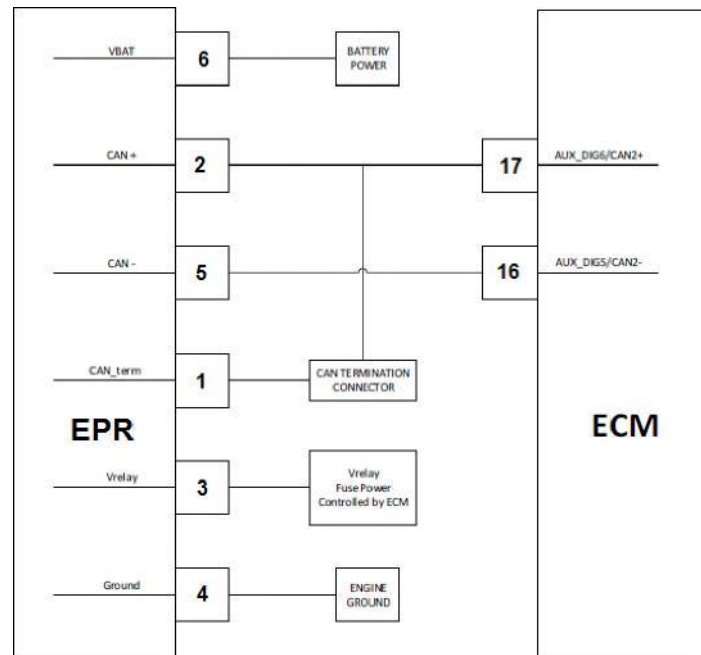 VBAT
6
BATTERY
POWER
CAN +
2
17
AUX_DIG6/CAN2+
CAN -
5
16
AUX_DIG5/CAN2-
CAN_term
1
CAN TERMINATION
CONNECTOR
EPR
ECM
Vrelay
3
Vrelay
Fuse Power
Controlled by ECM
Ground
4
ENGINE
GROUND